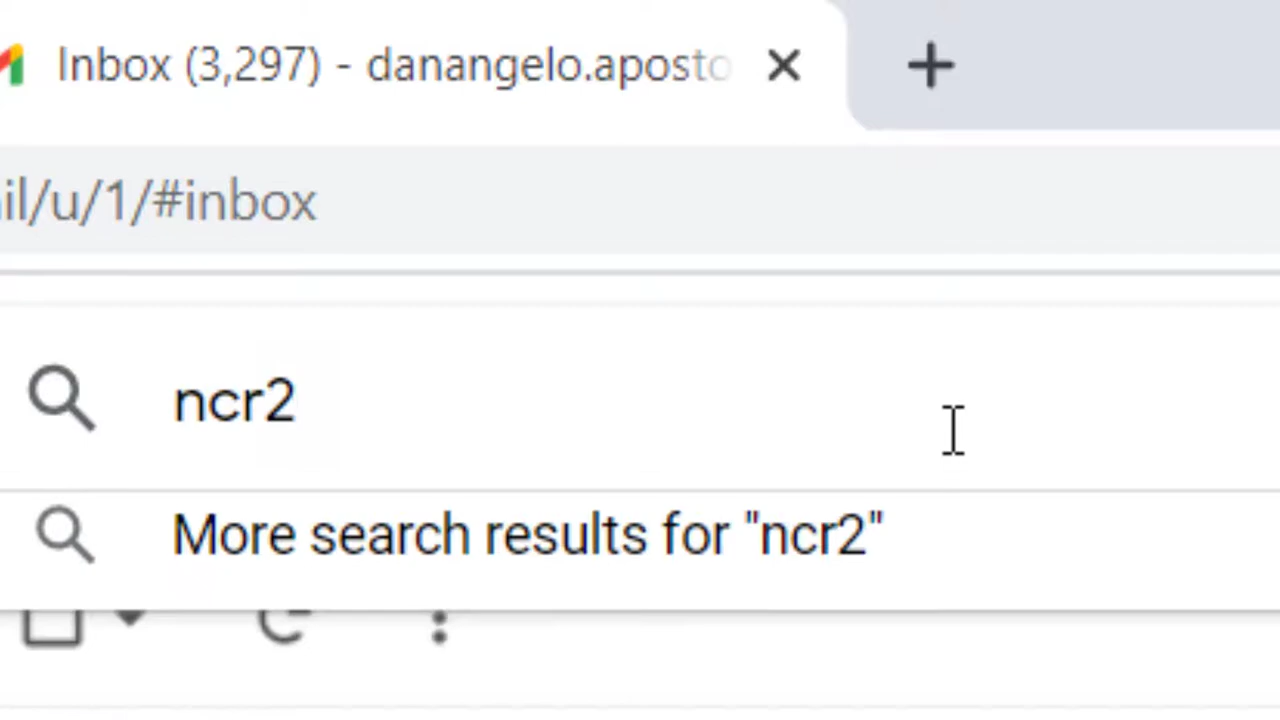 Inbox (3,297) - danangelo.aposto
il/u/1/#inbox
ncr2
More search results for "ncr2"